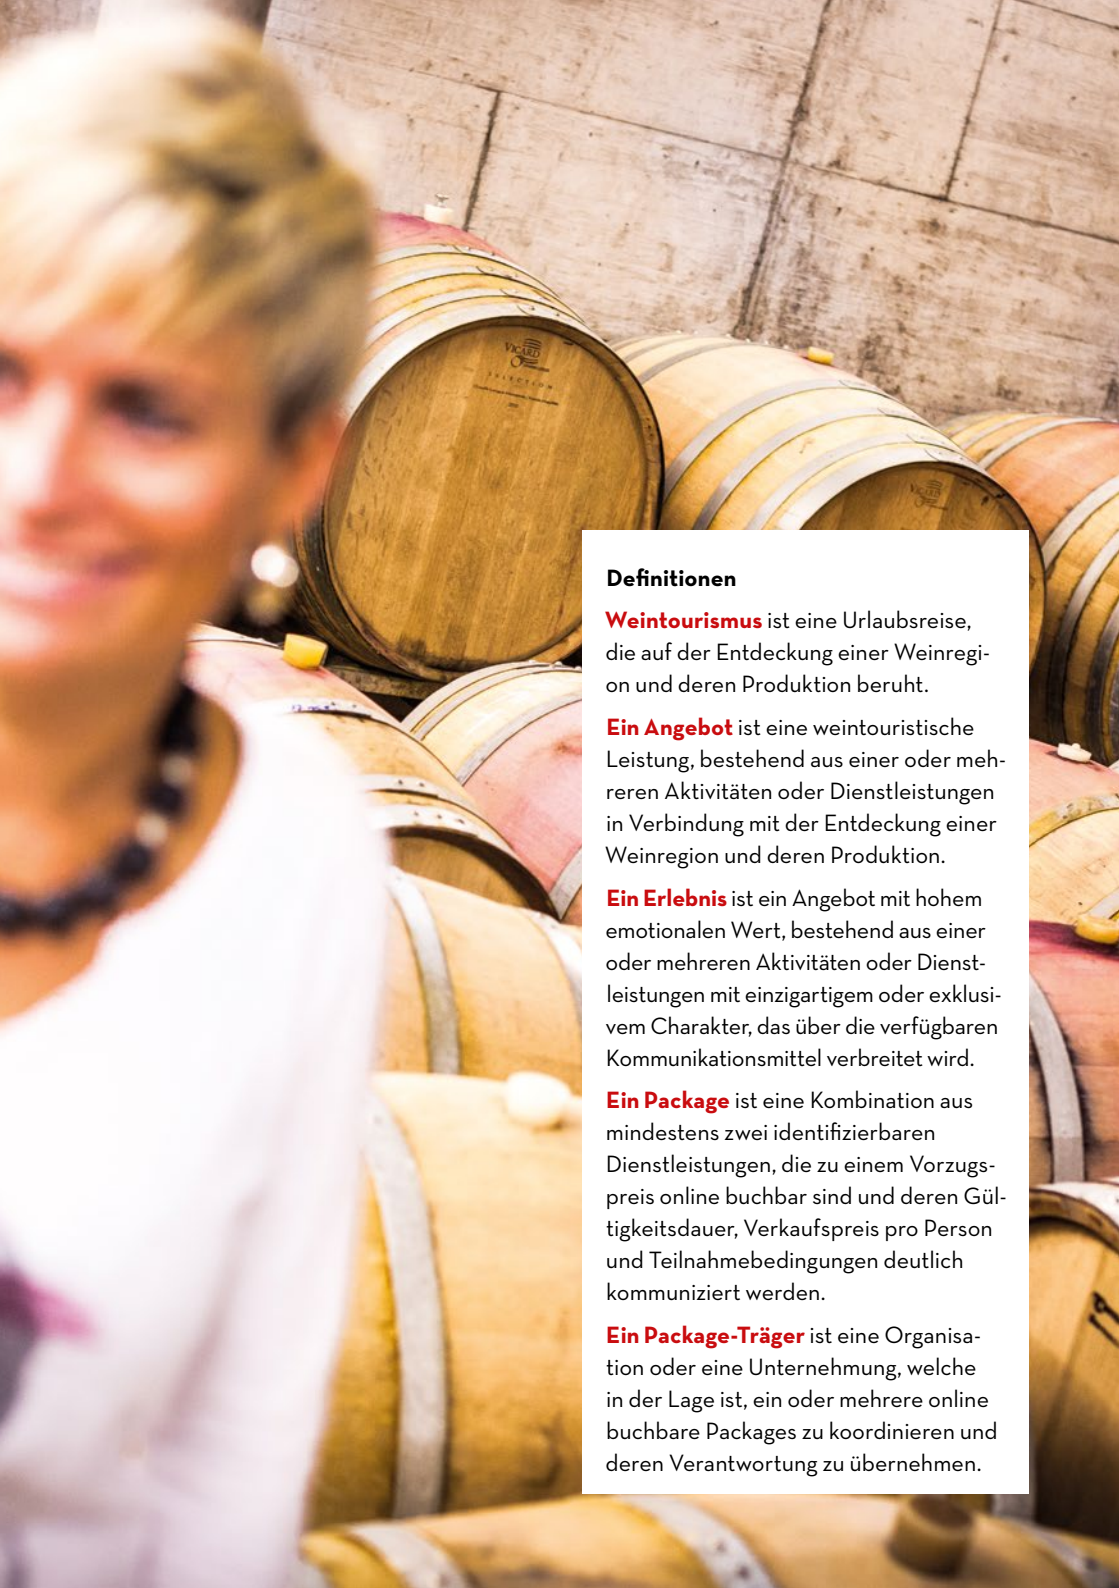 VICARD
SELECTION
VICARD
Definitionen
Weintourismus ist eine Urlaubsreise,
die auf der Entdeckung einer Weinregi-
on und deren Produktion beruht.
Ein Angebot ist eine weintouristische
Leistung, bestehend aus einer oder meh-
reren Aktivitäten oder Dienstleistungen
in Verbindung mit der Entdeckung einer
Weinregion und deren Produktion.
Ein Erlebnis ist ein Angebot mit hohem
emotionalen Wert, bestehend aus einer
oder mehreren Aktivitäten oder Dienst-
leistungen mit einzigartigem oder exklusi-
vem Charakter, das über die verfügbaren
Kommunikationsmittel verbreitet wird.
Ein Package ist eine Kombination aus
mindestens zwei identifizierbaren
Dienstleistungen, die zu einem Vorzugs-
preis online buchbar sind und deren Gül-
tigkeitsdauer, Verkaufspreis pro Person
und Teilnahmebedingungen deutlich
kommuniziert werden.
Ein Package-Träger ist eine Organisa-
tion oder eine Unternehmung, welche
in der Lage ist, ein oder mehrere online
buchbare Packages zu koordinieren und
deren Verantwortung zu übernehmen.